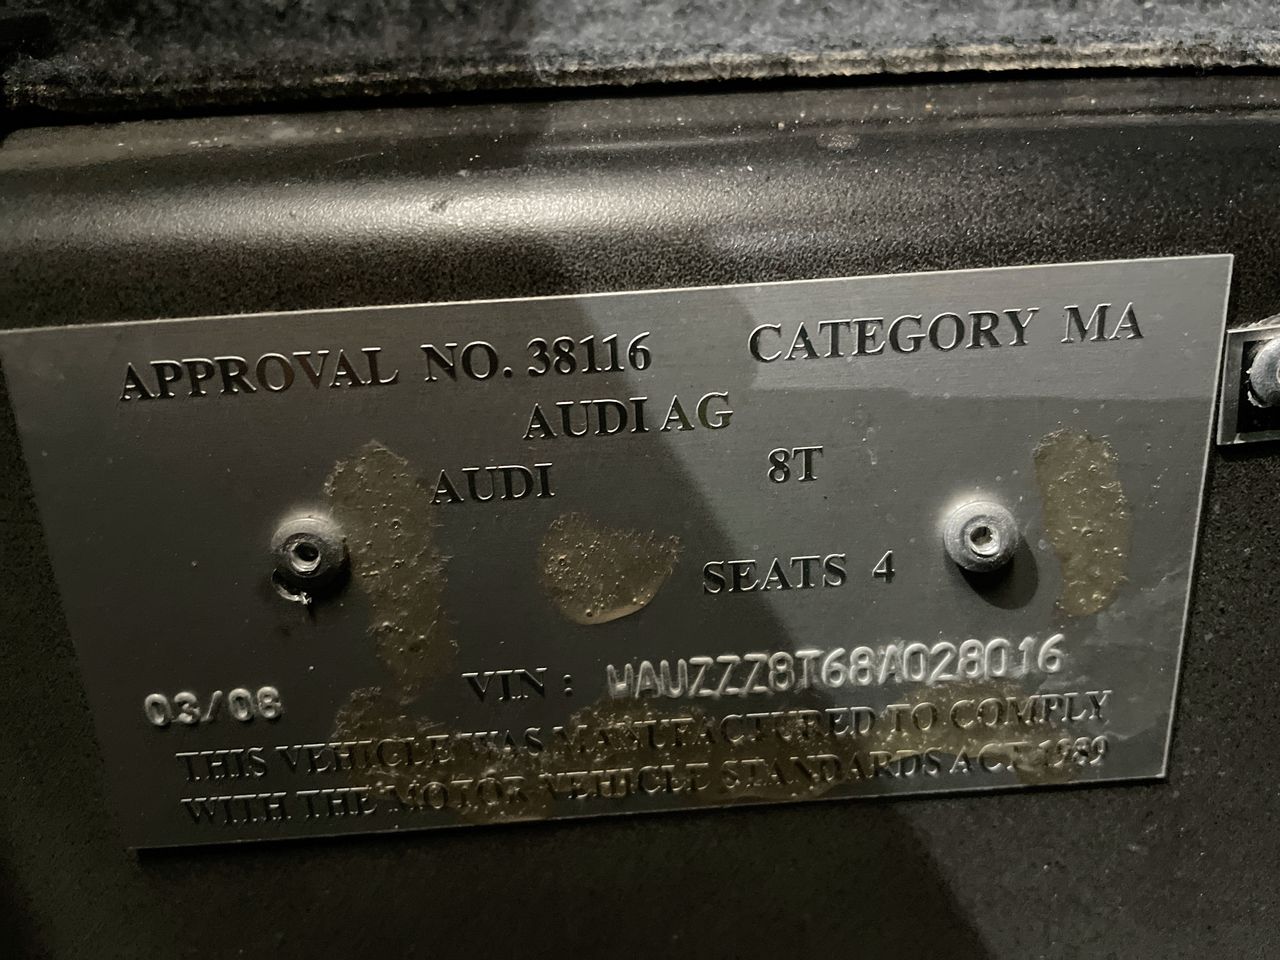 APPROVAL NO. 38116 CATEGORY MA
AUDI AG
AUDI 8T
SEATS 4
03/08 VIN : WAUZZZ8T68A028016
THIS VEHICLE WAS MANUFACTURED TO COMPLY
WITH THE MOTOR VEHICLE STANDARDS ACT 1989